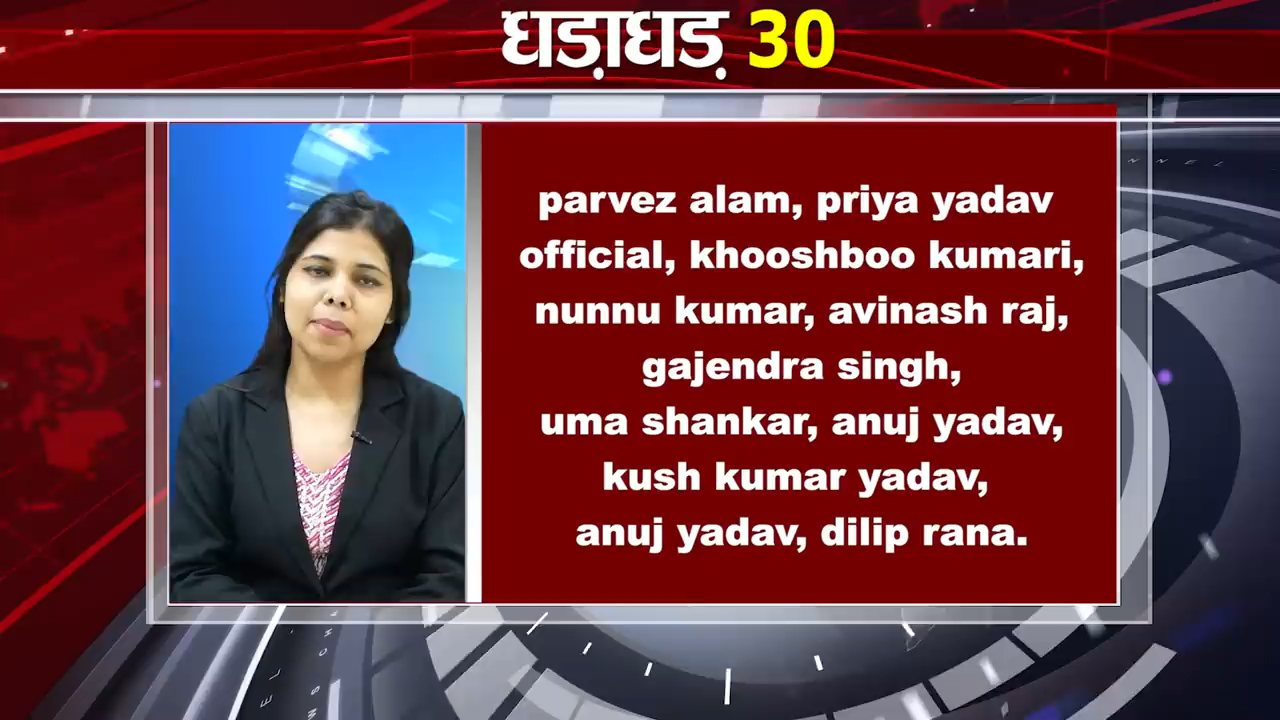 धड़ाधड़ 30
parvez alam, priya yadav
official, khooshboo kumari,
nunnu kumar, avinash raj,
gajendra singh,
uma shankar, anuj yadav,
kush kumar yadav,
anuj yadav, dilip rana.